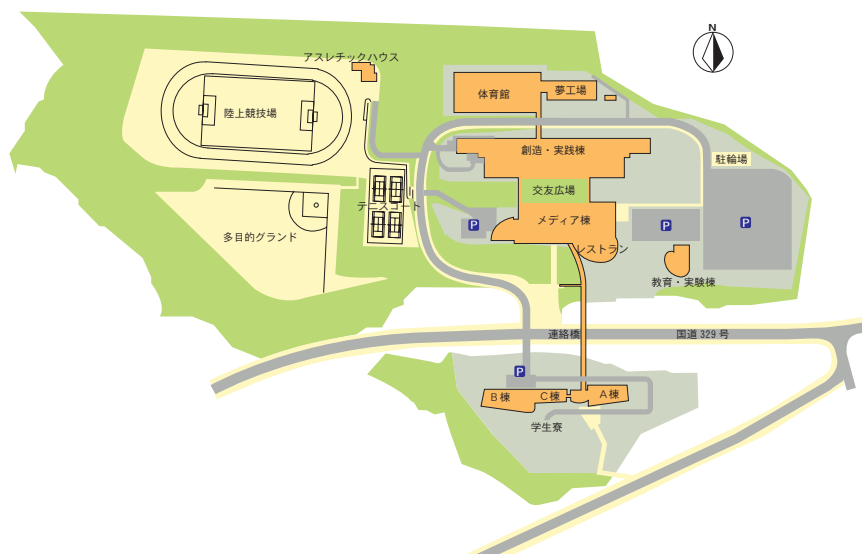 N
アスレチックハウス
体育館
夢工場
陸上競技場
創造・実践棟
駐輪場
交友広場
テニスコート
メディア棟
P
P
P
多目的グランド
レストラン
教育・実験棟
連絡橋
国道 329 号
P
B 棟
C 棟
A 棟
学生寮